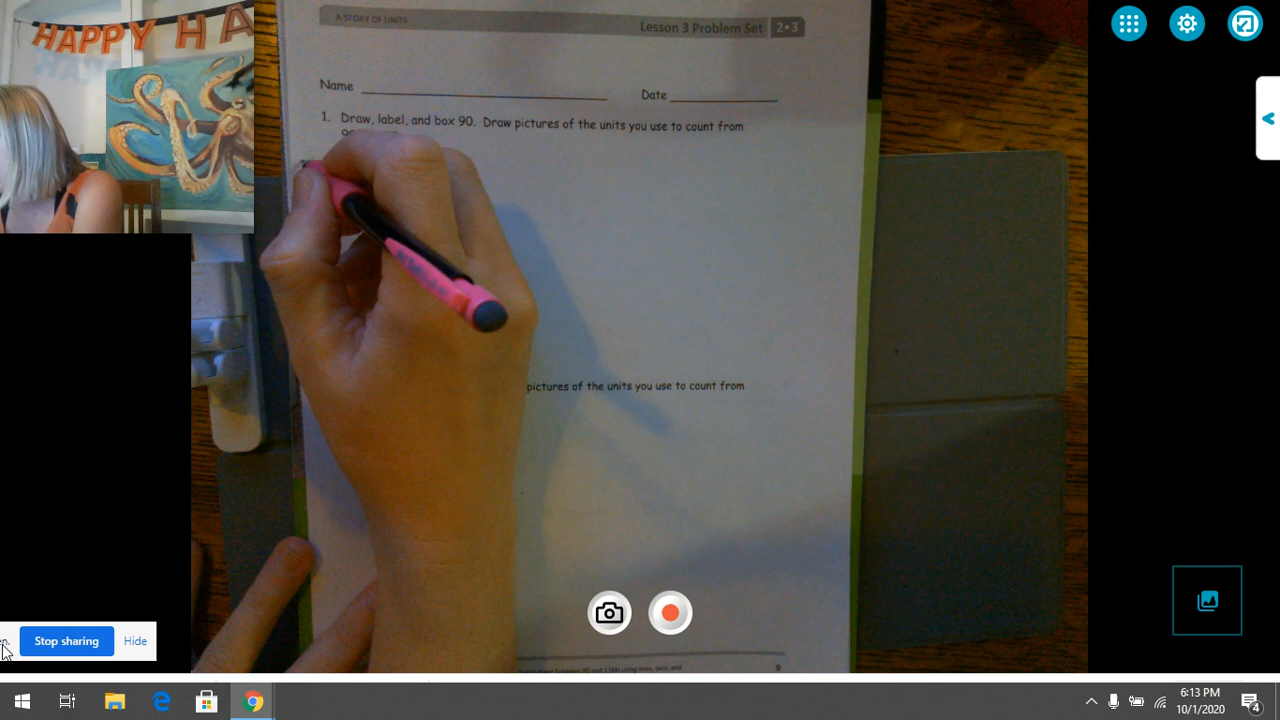 HAPPY HA
A STORY OF UNITS
Lesson 3 Problem Set 2•3
Name
Date
1. Draw, label, and box 90. Draw pictures of the units you use to count from
pictures of the units you use to count from
9
Stop sharing
Hide
6:13 PM
10/1/2020
4